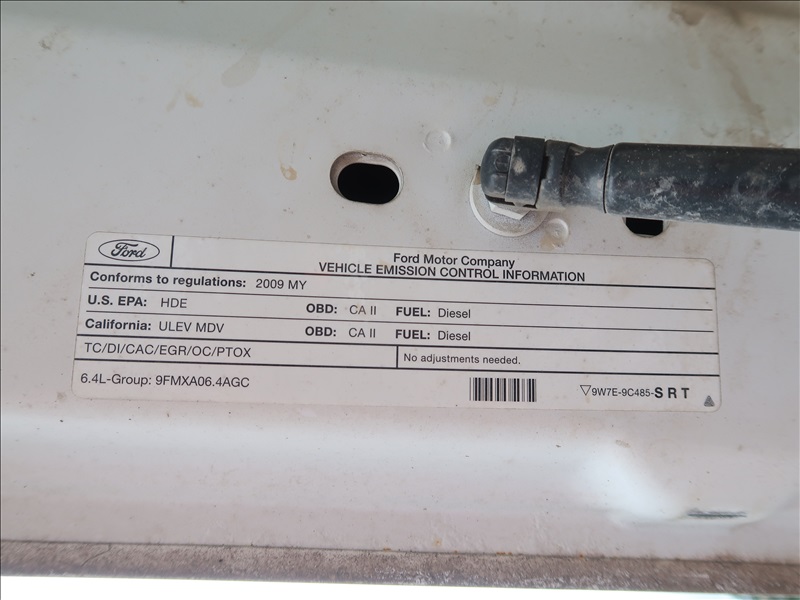 Ford
Ford Motor Company
VEHICLE EMISSION CONTROL INFORMATION
Conforms to regulations: 2009 MY
U.S. EPA: HDE OBD: CA II FUEL: Diesel
California: ULEV MDV OBD: CA II FUEL: Diesel
TC/DI/CAC/EGR/OC/PTOX No adjustments needed.
6.4L-Group: 9FMXA06.4AGC ▽9W7E-9C485-SRT